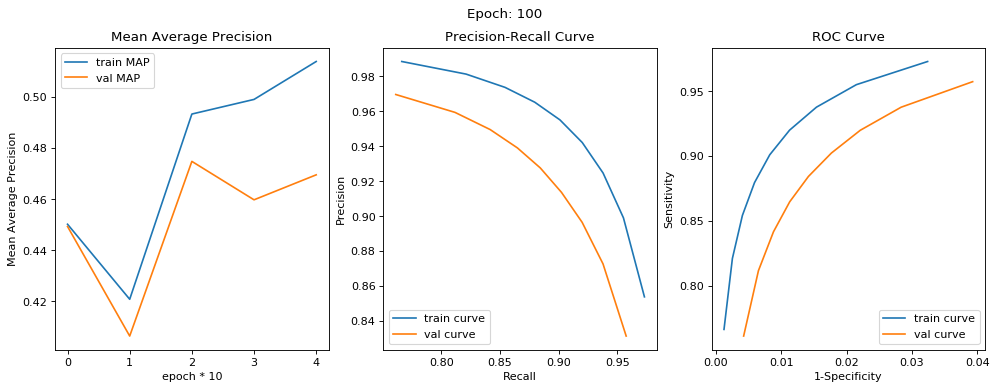 Epoch: 100
Mean Average Precision
train MAP
val MAP
0.50
0.48
0.46
0.44
0.42
Mean Average Precision
0
1
2
3
4
epoch * 10
Precision-Recall Curve
0.98
0.96
0.94
0.92
0.90
0.88
0.86
0.84
Precision
train curve
val curve
0.80
0.85
0.90
0.95
Recall
ROC Curve
0.95
0.90
0.85
0.80
Sensitivity
train curve
val curve
0.00
0.01
0.02
0.03
0.04
1-Specificity